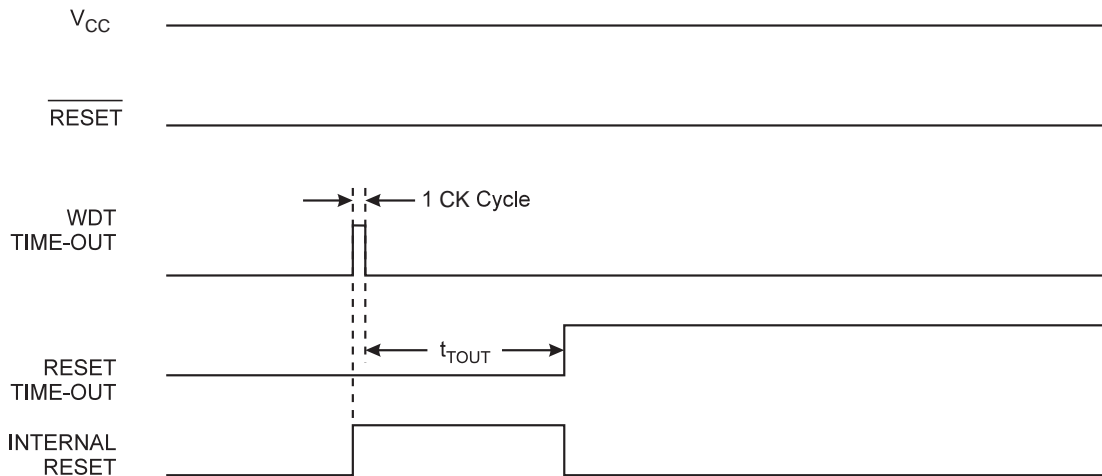 VCC
RESET
1 CK Cycle
WDT
TIME-OUT
tTOUT
RESET
TIME-OUT
INTERNAL
RESET